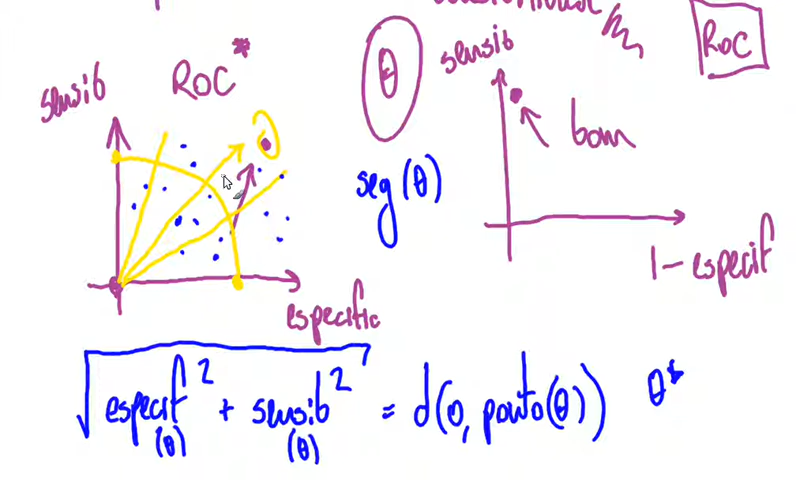 RoC
sensib
RoC*
θ
sensib
bom
seg(θ)
1 - especif
especific
√(especif² + sensib²) = d(0, ponto(θ)) θ*
(θ) (θ)